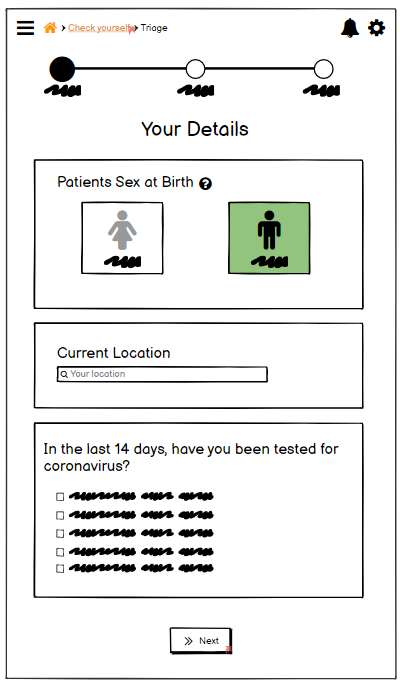 Check yourself Triage
Your Details
Patients Sex at Birth ?
Current Location
Your location
In the last 14 days, have you been tested for
coronavirus?
Next